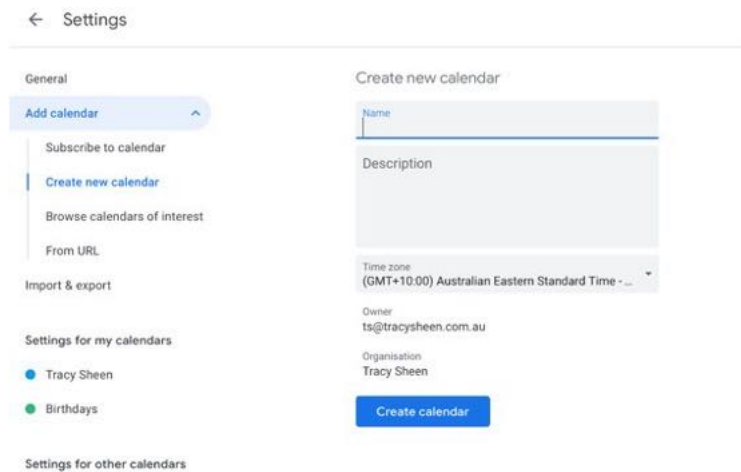 Settings
General
Add calendar
Subscribe to calendar
Create new calendar
Browse calendars of interest
From URL
Import & export
Settings for my calendars
Tracy Sheen
Birthdays
Settings for other calendars
Create new calendar
Name
Description
Time zone
(GMT+10:00) Australian Eastern Standard Time - ...
Owner
ts@tracysheen.com.au
Organisation
Tracy Sheen
Create calendar